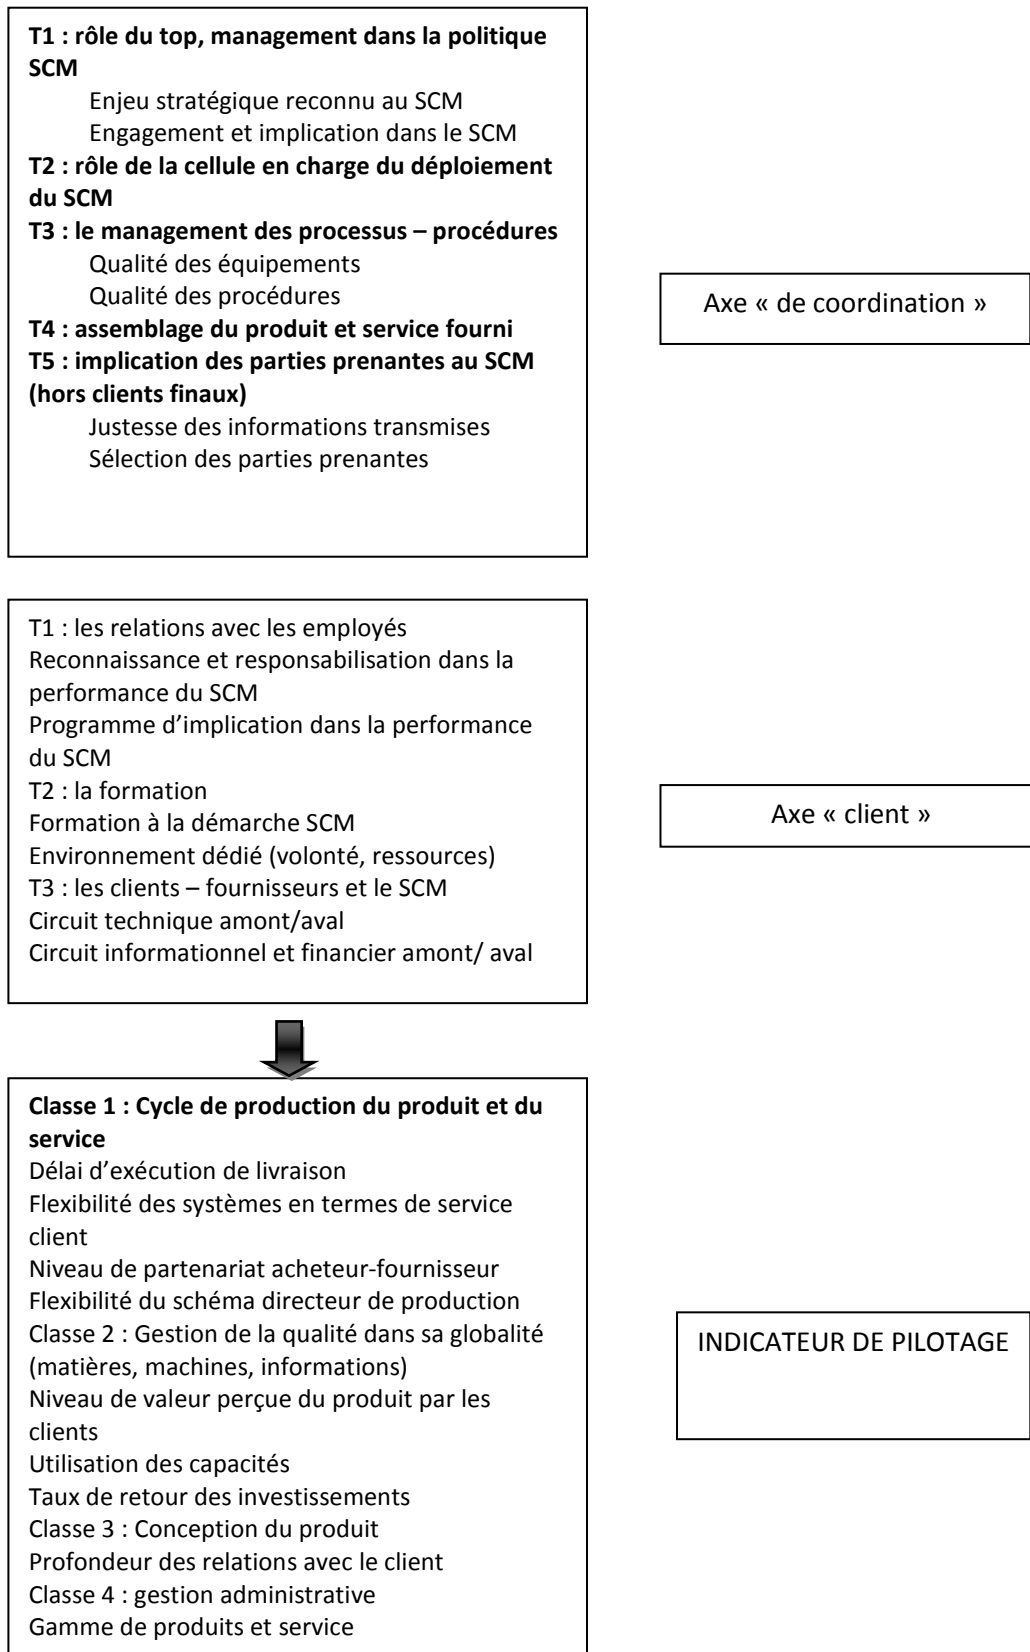 T1 : rôle du top, management dans la politique
SCM
Enjeu stratégique reconnu au SCM
Engagement et implication dans le SCM
T2 : rôle de la cellule en charge du déploiement
du SCM
T3 : le management des processus – procédures
Qualité des équipements
Qualité des procédures
T4 : assemblage du produit et service fourni
T5 : implication des parties prenantes au SCM
(hors clients finaux)
Justesse des informations transmises
Sélection des parties prenantes
Axe « de coordination »
T1 : les relations avec les employés
Reconnaissance et responsabilisation dans la
performance du SCM
Programme d’implication dans la performance
du SCM
T2 : la formation
Formation à la démarche SCM
Environnement dédié (volonté, ressources)
T3 : les clients – fournisseurs et le SCM
Circuit technique amont/aval
Circuit informationnel et financier amont/ aval
Axe « client »
Classe 1 : Cycle de production du produit et du
service
Délai d’exécution de livraison
Flexibilité des systèmes en termes de service
client
Niveau de partenariat acheteur-fournisseur
Flexibilité du schéma directeur de production
Classe 2 : Gestion de la qualité dans sa globalité
(matières, machines, informations)
Niveau de valeur perçue du produit par les
clients
Utilisation des capacités
Taux de retour des investissements
Classe 3 : Conception du produit
Profondeur des relations avec le client
Classe 4 : gestion administrative
Gamme de produits et service
INDICATEUR DE PILOTAGE